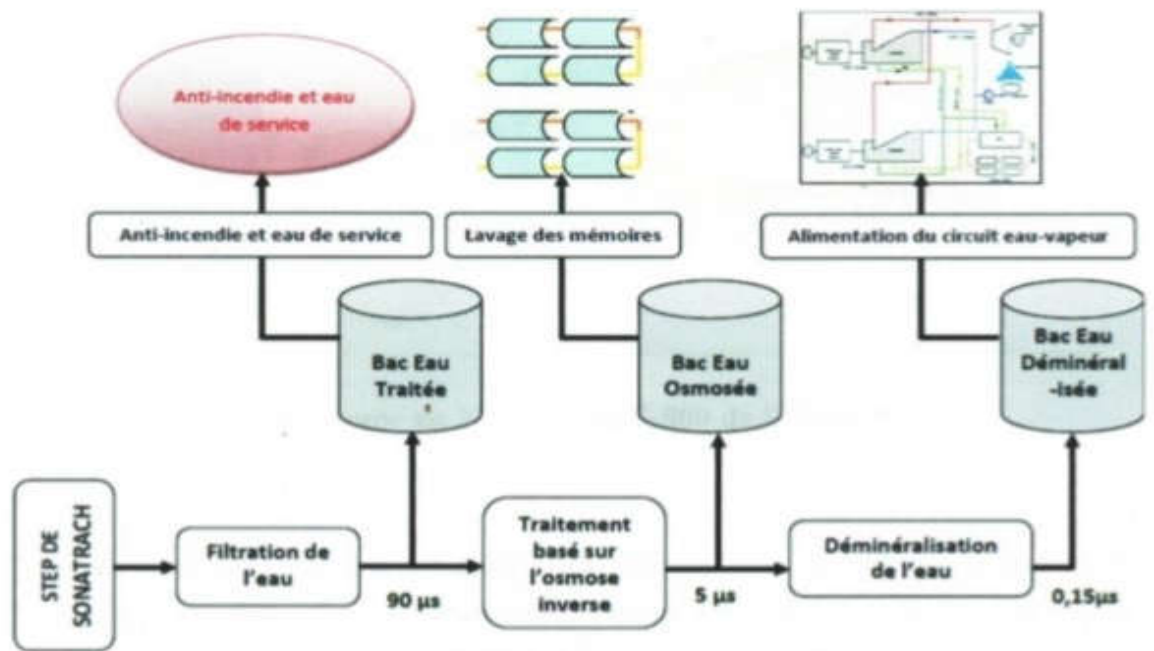 Anti-incendie et eau
de service
Anti-incendie et eau de service
Lavage des mémoires
Alimentation du circuit eau-vapeur
Bac Eau
Traitée
Bac Eau
Osmosée
Bac Eau
Déminéral
-isée
STEP DE
SONATRACH
Filtration de
l'eau
90 µs
Traitement
basé sur
l'osmose
inverse
5 µs
Déminéralisation
de l'eau
0,15µs